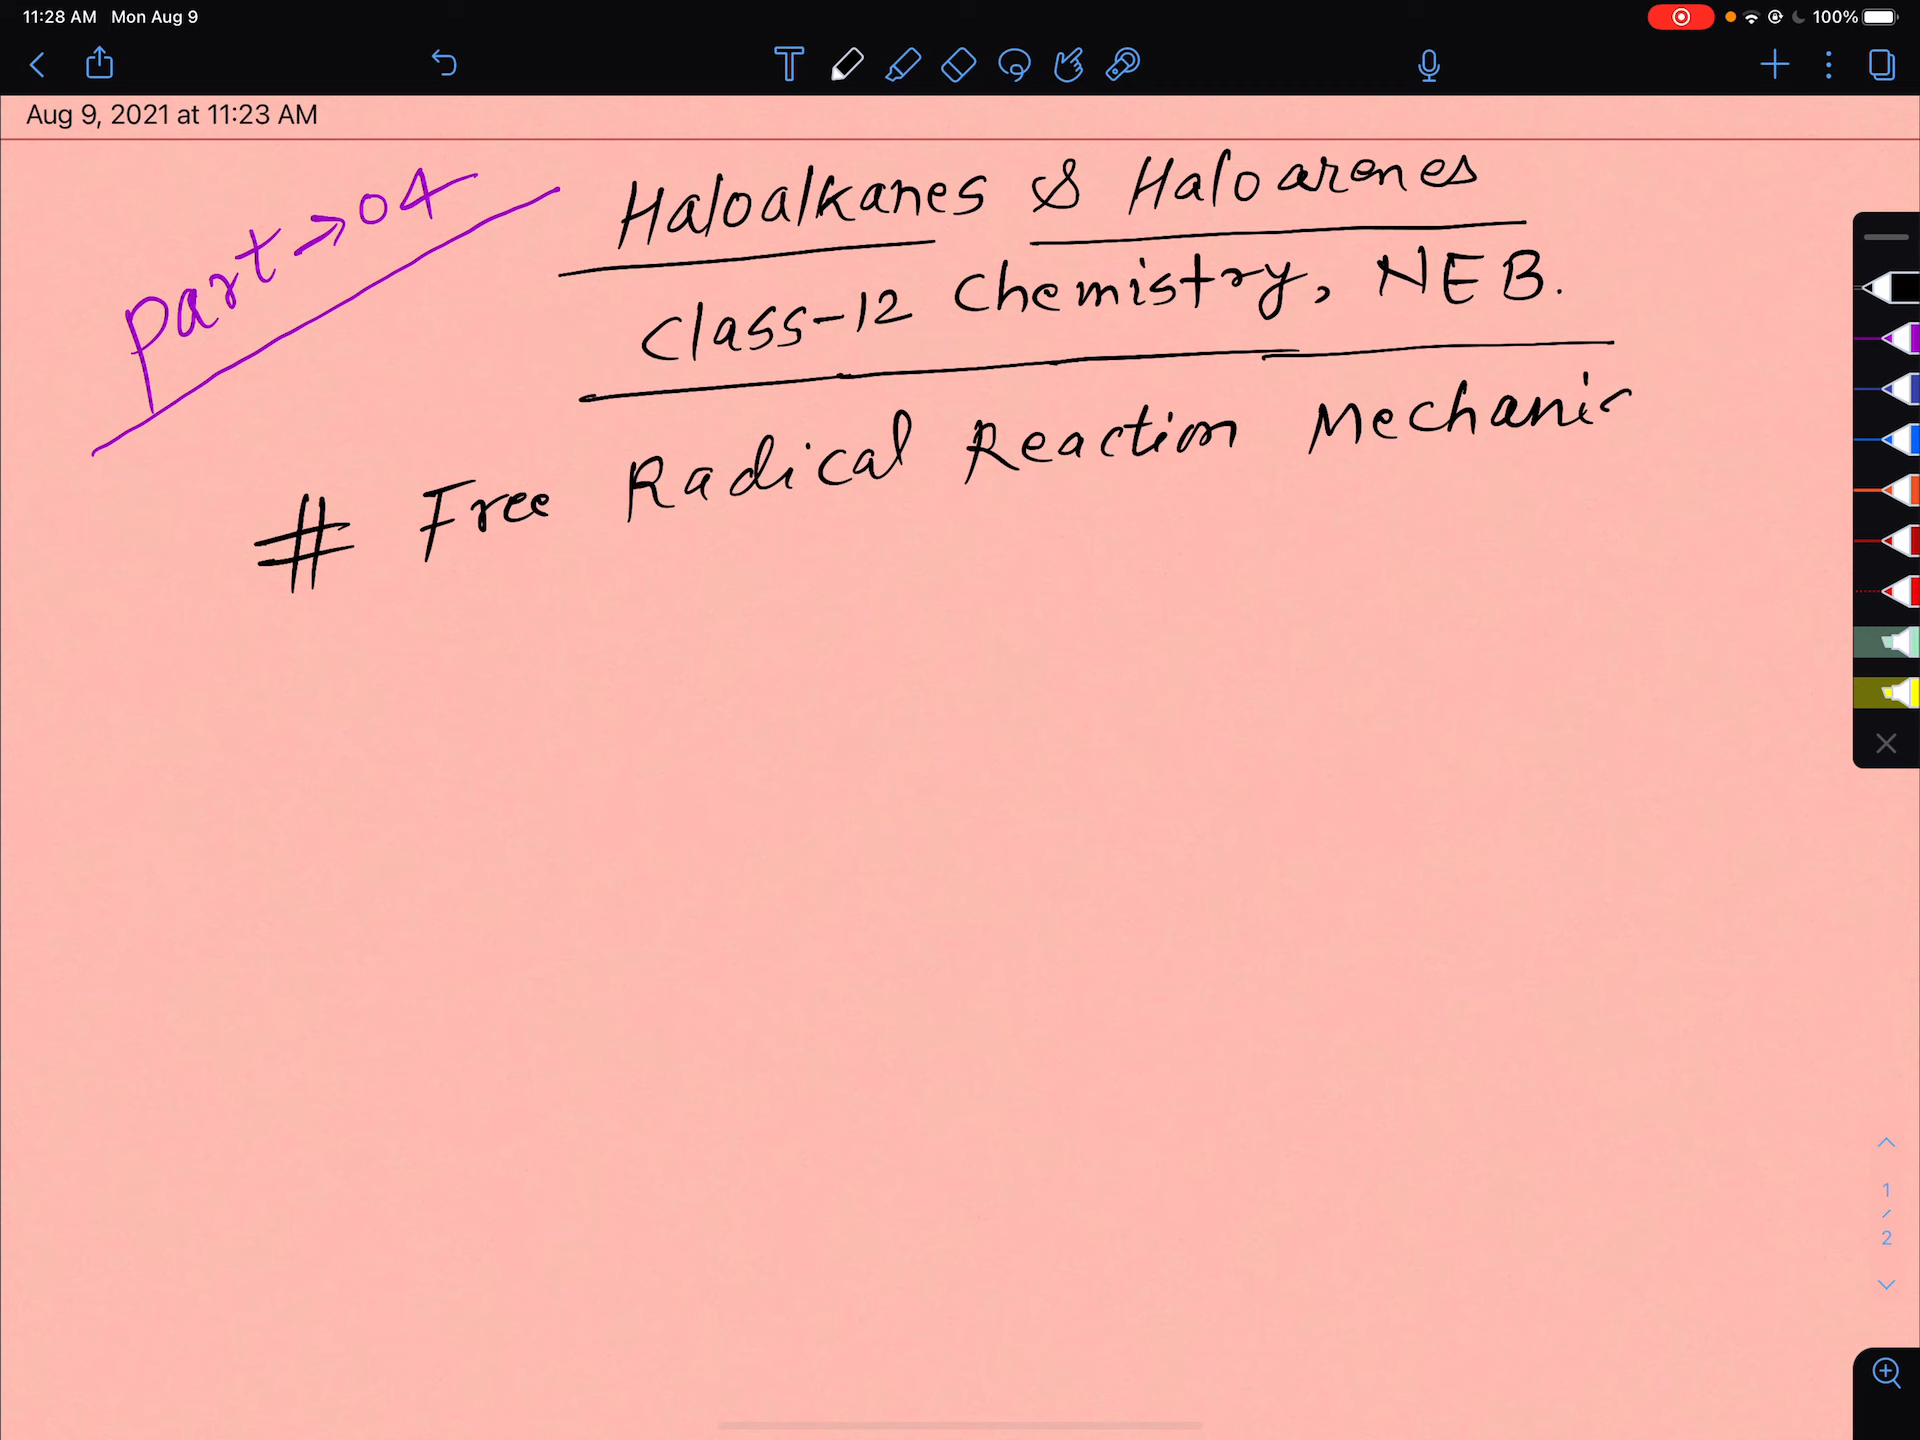 11:28 AM Mon Aug 9
100%
Aug 9, 2021 at 11:23 AM
Part → 04
Haloalkanes & Haloarenes
Class-12 Chemistry, NEB.
# Free Radical Reaction Mechanis
1
/
2